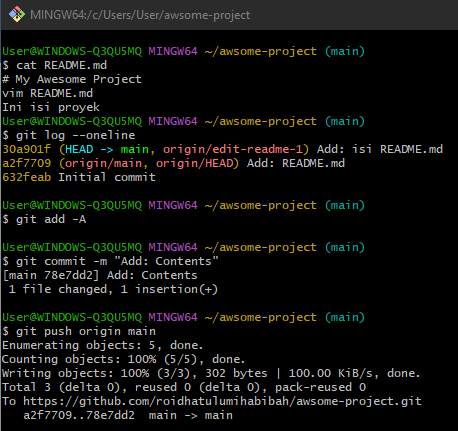 MINGW64:/c/Users/User/awsome-project
User@WINDOWS-Q3QU5MQ MINGW64 ~/awsome-project (main)
$ cat README.md
# My Awesome Project
vim README.md
Ini isi proyek
User@WINDOWS-Q3QU5MQ MINGW64 ~/awsome-project (main)
$ git log --oneline
30a901f (HEAD -> main, origin/edit-readme-1) Add: isi README.md
a2f7709 (origin/main, origin/HEAD) Add: README.md
632feab Initial commit
User@WINDOWS-Q3QU5MQ MINGW64 ~/awsome-project (main)
$ git add -A
User@WINDOWS-Q3QU5MQ MINGW64 ~/awsome-project (main)
$ git commit -m "Add: Contents"
[main 78e7dd2] Add: Contents
 1 file changed, 1 insertion(+)
User@WINDOWS-Q3QU5MQ MINGW64 ~/awsome-project (main)
$ git push origin main
Enumerating objects: 5, done.
Counting objects: 100% (5/5), done.
Writing objects: 100% (3/3), 302 bytes | 100.00 KiB/s, done.
Total 3 (delta 0), reused 0 (delta 0), pack-reused 0
To https://github.com/roidhatulumihabibah/awsome-project.git
   a2f7709..78e7dd2  main -> main